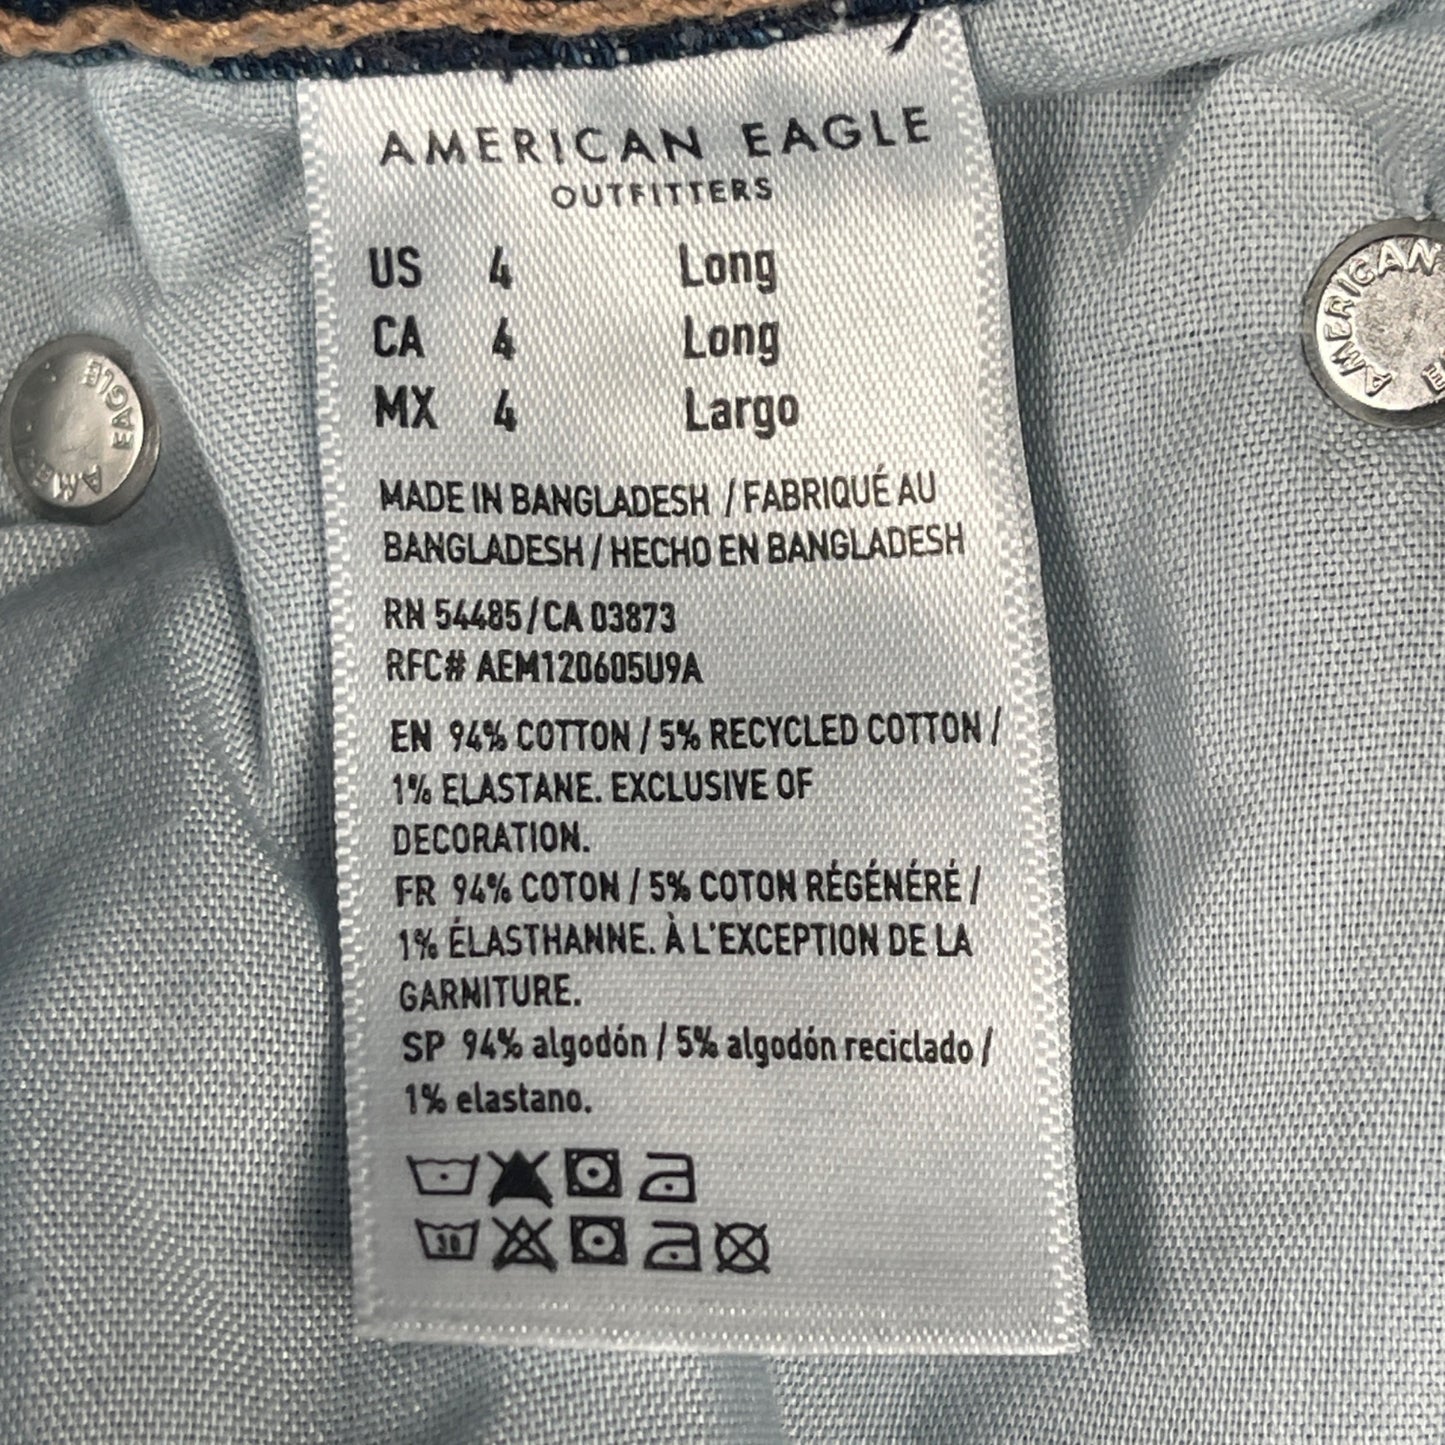 AMERICAN EAGLE
OUTFITTERS
US 4 Long
CA 4 Long
MX 4 Largo
MADE IN BANGLADESH / FABRIQUÉ AU
BANGLADESH / HECHO EN BANGLADESH
RN 54485/CA 03873
RFC# AEM120605U9A
EN 94% COTTON / 5% RECYCLED COTTON /
1% ELASTANE. EXCLUSIVE OF
DECORATION.
FR 94% COTON / 5% COTON RÉGÉNÉRÉ /
1% ÉLASTHANNE. À L'EXCEPTION DE LA
GARNITURE.
SP 94% algodón / 5% algodón reciclado /
1% elastano.
30
AMERICAN
EAGLE